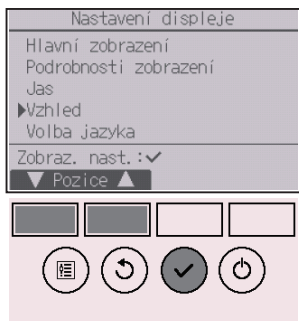 Nastavení displeje
Hlavní zobrazení
Podrobnosti zobrazení
Jas
▶Vzhled
Volba jazyka
Zobraz. nast.:✓
▼ Pozice ▲